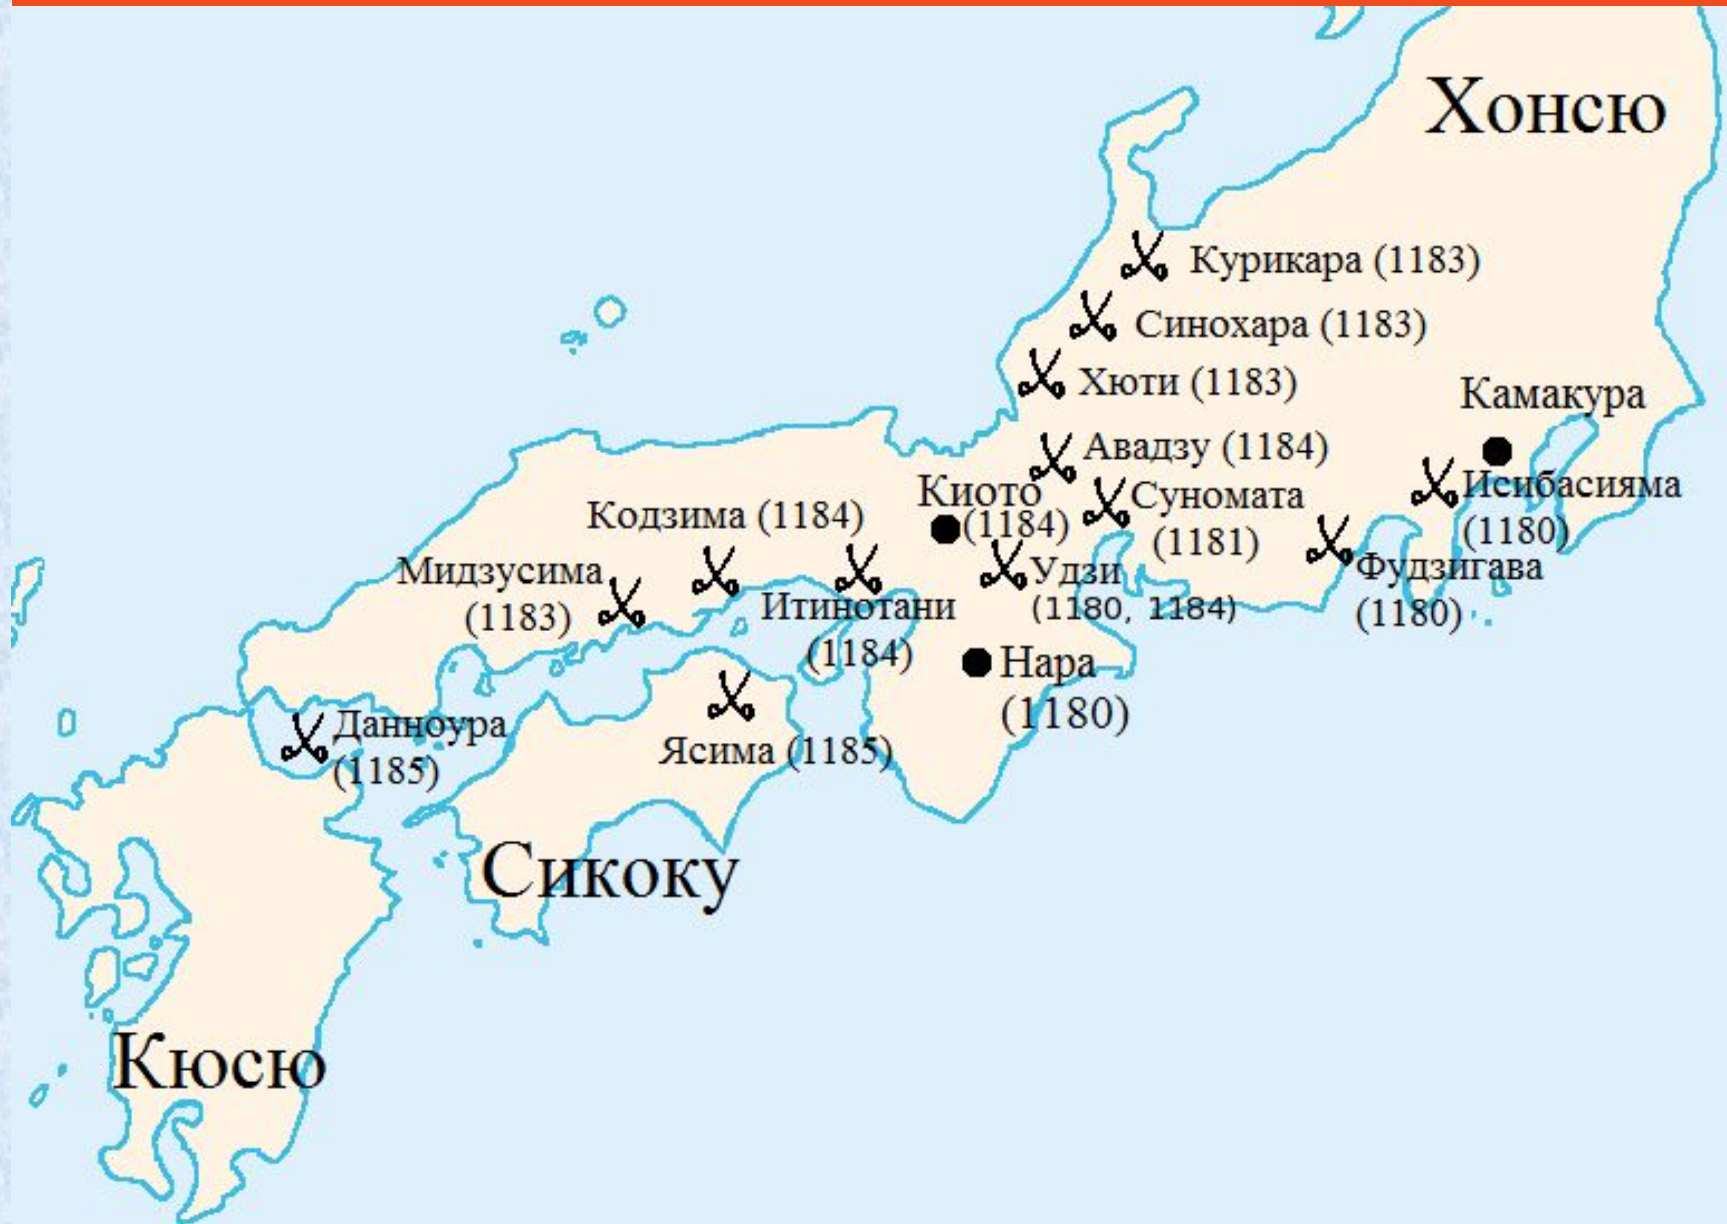 Хонсю
Курикара (1183)
Синохара (1183)
Хюти (1183)
Камакура
Авадзу (1184)
Киото
(1184)
Суномата
(1181)
Исибасияма
(1180)
Кодзима (1184)
Мидзусима
(1183)
Итинотани
(1184)
Удзи
(1180, 1184)
Фудзигава
(1180)
Нара
(1180)
Данноура
(1185)
Ясима (1185)
Сикоку
Кюсю